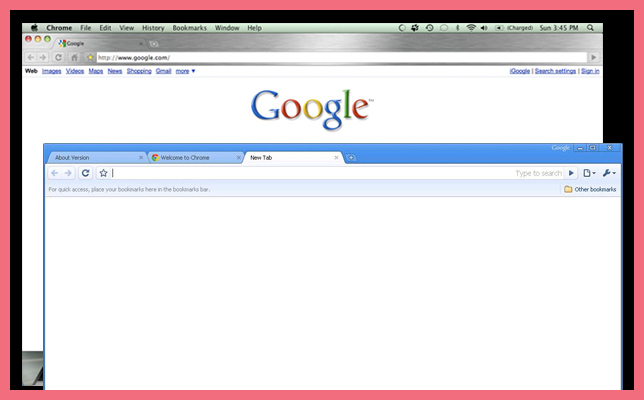 Chrome File Edit View History Bookmarks Window Help (Charged) Sun 3:45 PM
Google
http://www.google.com/
Web Images Videos Maps News Shopping Gmail more ▼ iGoogle | Search settings | Sign in
Google™
Google
About Version Welcome to Chrome New Tab
Type to search
For quick access, place your bookmarks here in the bookmarks bar. Other bookmarks